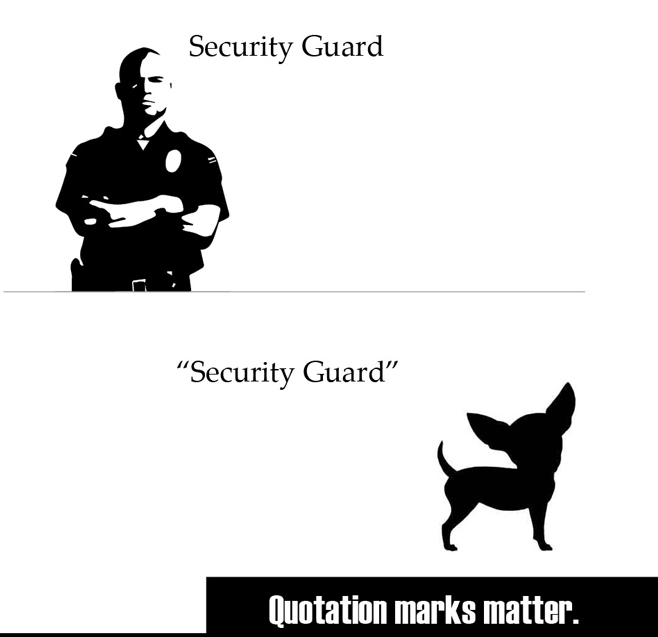 Security Guard
“Security Guard”
Quotation marks matter.